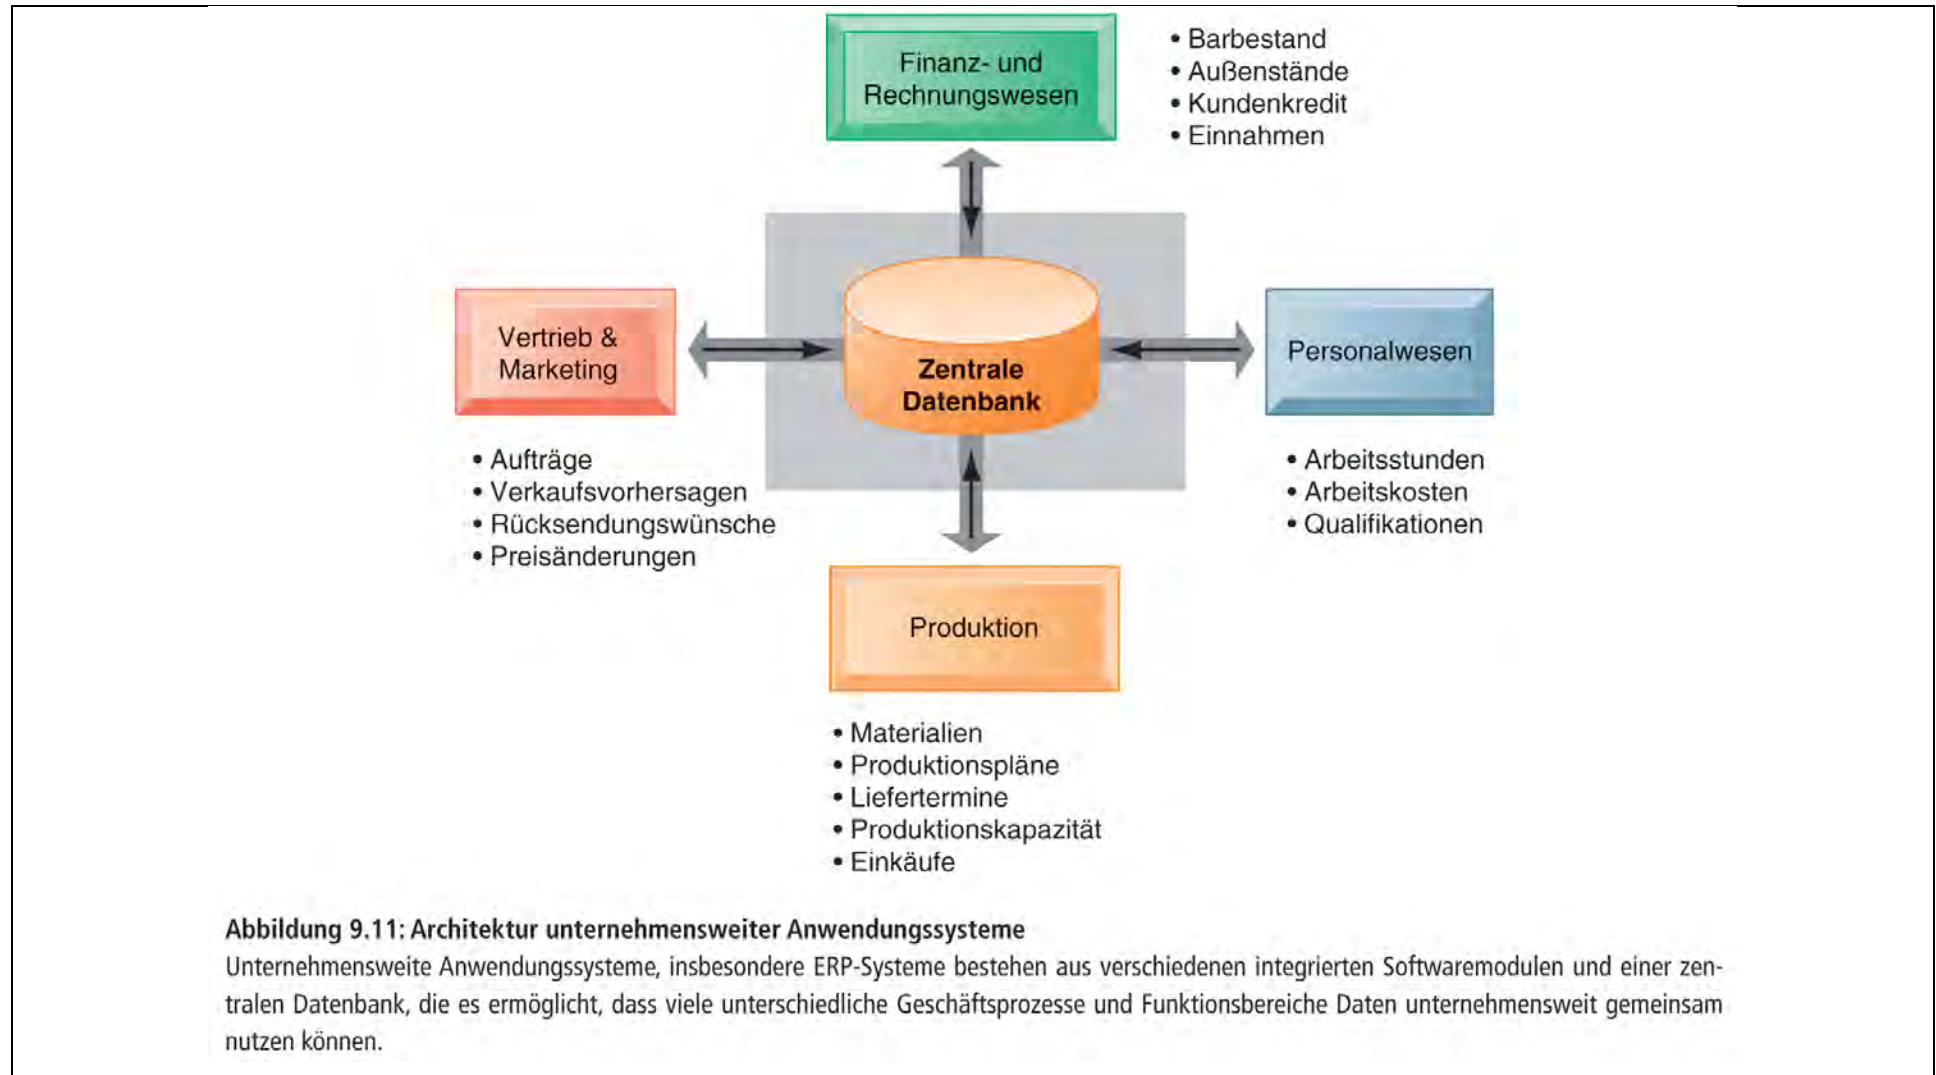 Finanz- und
Rechnungswesen
• Barbestand
• Außenstände
• Kundenkredit
• Einnahmen
Vertrieb &
Marketing
Zentrale
Datenbank
Personalwesen
• Aufträge
• Verkaufsvorhersagen
• Rücksendungswünsche
• Preisänderungen
• Arbeitsstunden
• Arbeitskosten
• Qualifikationen
Produktion
• Materialien
• Produktionspläne
• Liefertermine
• Produktionskapazität
• Einkäufe
Abbildung 9.11: Architektur unternehmensweiter Anwendungssysteme
Unternehmensweite Anwendungssysteme, insbesondere ERP-Systeme bestehen aus verschiedenen integrierten Softwaremodulen und einer zen-
tralen Datenbank, die es ermöglicht, dass viele unterschiedliche Geschäftsprozesse und Funktionsbereiche Daten unternehmensweit gemeinsam
nutzen können.